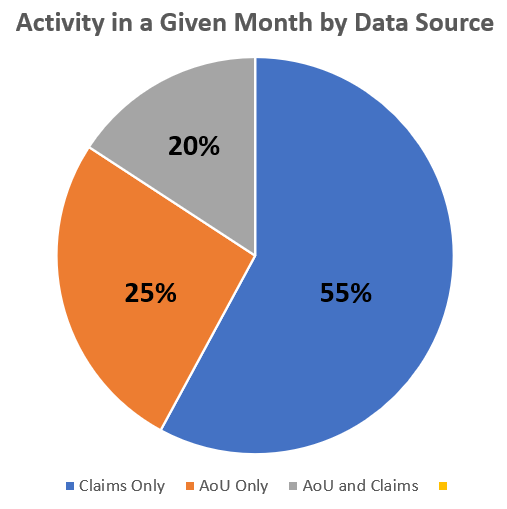 Activity in a Given Month by Data Source
20%
25%
55%
Claims Only AoU Only AoU and Claims